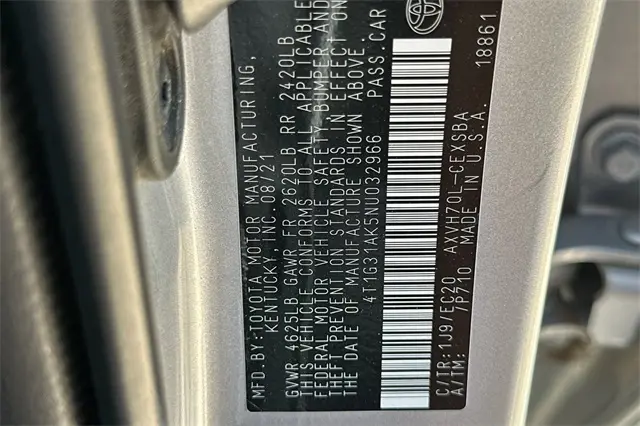 MFD. BY: TOYOTA MOTOR MANUFACTURING,
KENTUCKY, INC. 08/21
GVWR 4625LB GAWR FR 2620LB RR 2420LB
THIS VEHICLE CONFORMS TO ALL APPLICABLE
FEDERAL MOTOR VEHICLE SAFETY, BUMPER AND
THEFT PREVENTION STANDARDS IN EFFECT ON
THE DATE OF MANUFACTURE SHOWN ABOVE.
4T1G31AK5NU032966 PASS.CAR
C/TR: 1J9/EC20 AXVH70L-CEXSBA
A/TM: /P710 MADE IN U.S.A. 18861